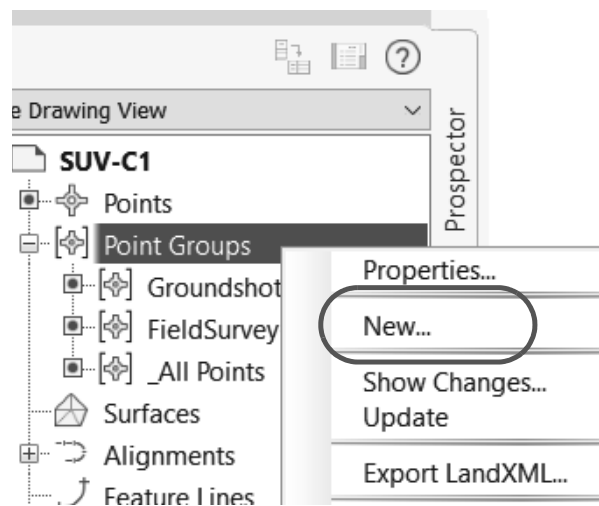 e Drawing View
Prospector
SUV-C1
Points
Point Groups
Groundshot
FieldSurvey
_All Points
Surfaces
Alignments
Feature Lines
Properties...
New...
Show Changes...
Update
Export LandXML...